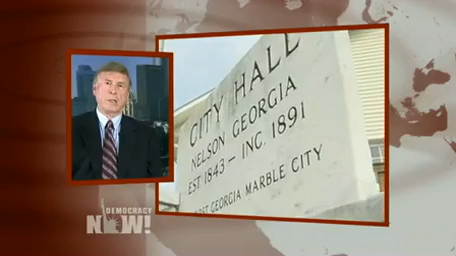 CITY HALL
NELSON GEORGIA
EST 1843 - INC. 1891
GEORGIA MARBLE CITY
DEMOCRACY
NOW!